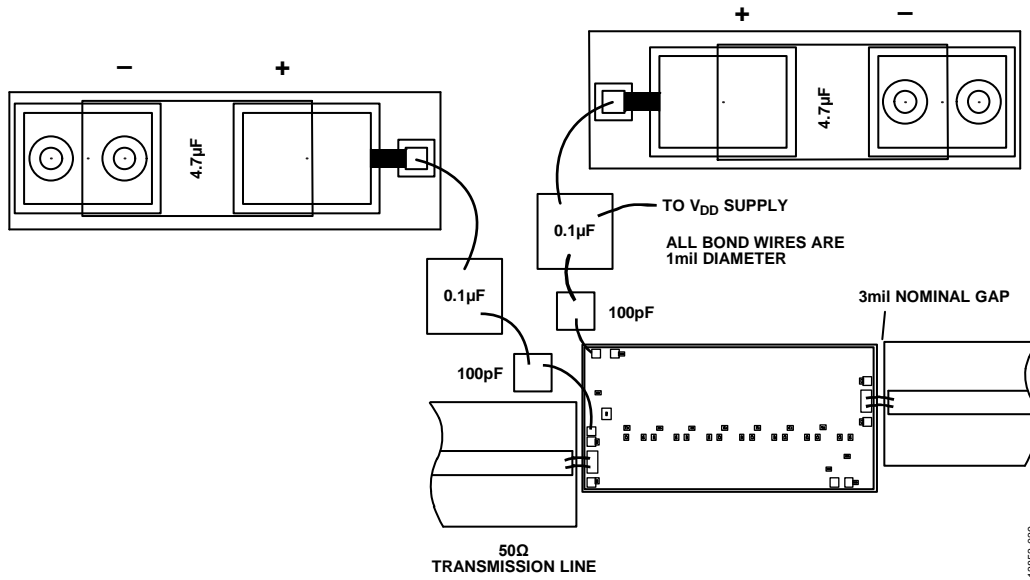 + −
− +
4.7µF
4.7µF
TO VDD SUPPLY
0.1µF
ALL BOND WIRES ARE
1mil DIAMETER
0.1µF
3mil NOMINAL GAP
100pF
100pF
50Ω
TRANSMISSION LINE